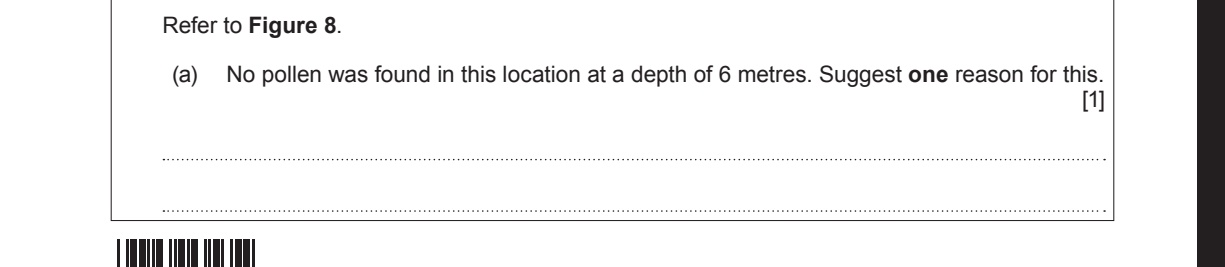 Refer to Figure 8.
(a) No pollen was found in this location at a depth of 6 metres. Suggest one reason for this.
[1]